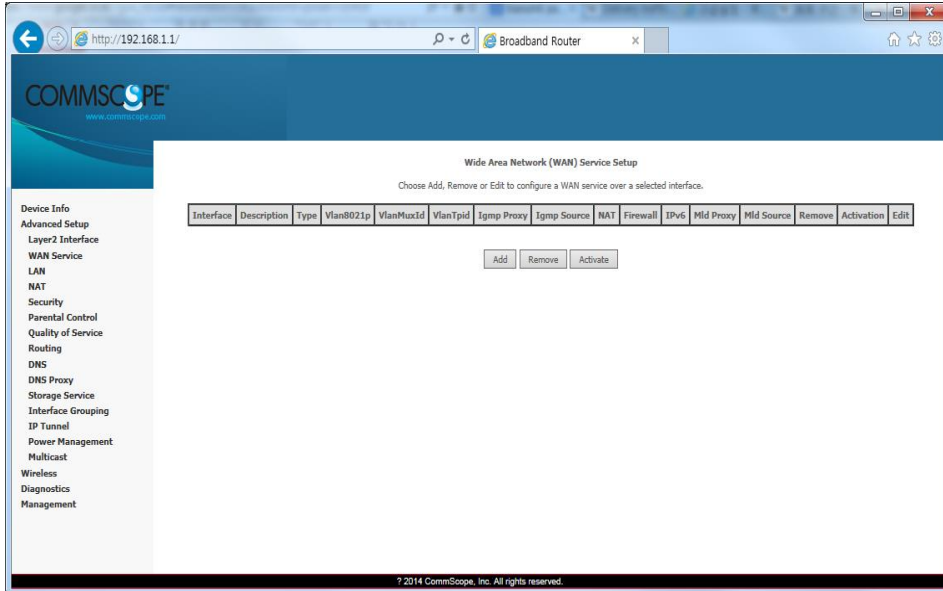 http://192.168.1.1/
Broadband Router
COMMSCOPE®
www.commscope.com
Wide Area Network (WAN) Service Setup
Choose Add, Remove or Edit to configure a WAN service over a selected interface.
Interface Description Type Vlan8021p VlanMuxId VlanTpid Igmp Proxy Igmp Source NAT Firewall IPv6 Mld Proxy Mld Source Remove Activation Edit
Add Remove Activate
Device Info
Advanced Setup
Layer2 Interface
WAN Service
LAN
NAT
Security
Parental Control
Quality of Service
Routing
DNS
DNS Proxy
Storage Service
Interface Grouping
IP Tunnel
Power Management
Multicast
Wireless
Diagnostics
Management
? 2014 CommScope, Inc. All rights reserved.